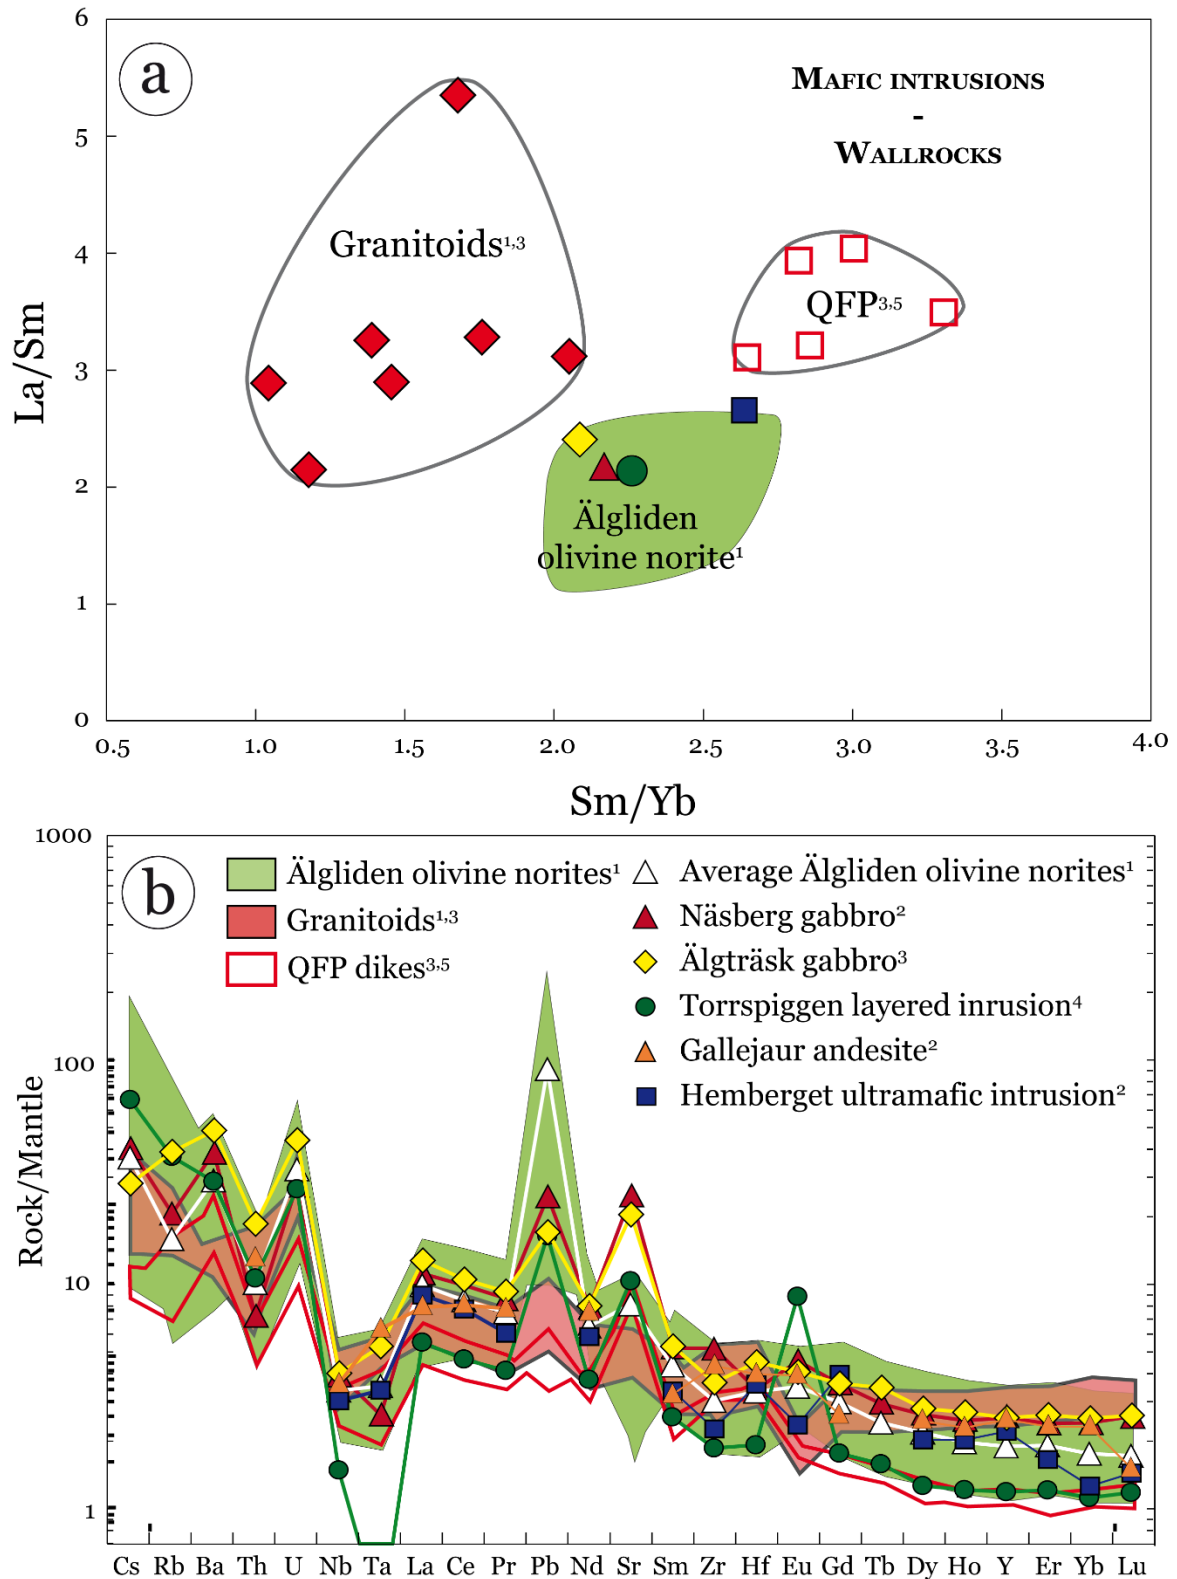 a
MAFIC INTRUSIONS
-
WALLROCKS
Granitoids1,3
QFP3,5
Älgliden
olivine norite1
La/Sm
6
5
4
3
2
1
0
0.5 1.0 1.5 2.0 2.5 3.0 3.5 4.0
Sm/Yb
b
Älgliden olivine norites1
Granitoids1,3
QFP dikes3,5
Average Älgliden olivine norites1
Näsberg gabbro2
Älgträsk gabbro3
Torrspiggen layered inrusion4
Gallejaur andesite2
Hemberget ultramafic intrusion2
Rock/Mantle
1000
100
10
1
Cs Rb Ba Th U Nb Ta La Ce Pr Pb Nd Sr Sm Zr Hf Eu Gd Tb Dy Ho Y Er Yb Lu